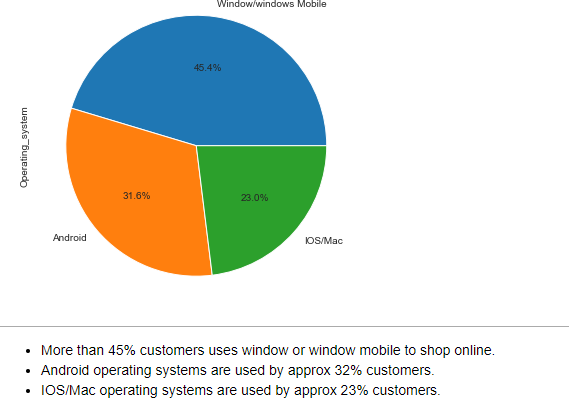 Window/windows Mobile
45.4%
Operating_system
31.6%
23.0%
Android
IOS/Mac
More than 45% customers uses window or window mobile to shop online.
Android operating systems are used by approx 32% customers.
IOS/Mac operating systems are used by approx 23% customers.